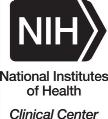 NIH
National Institutes
of Health
Clinical Center